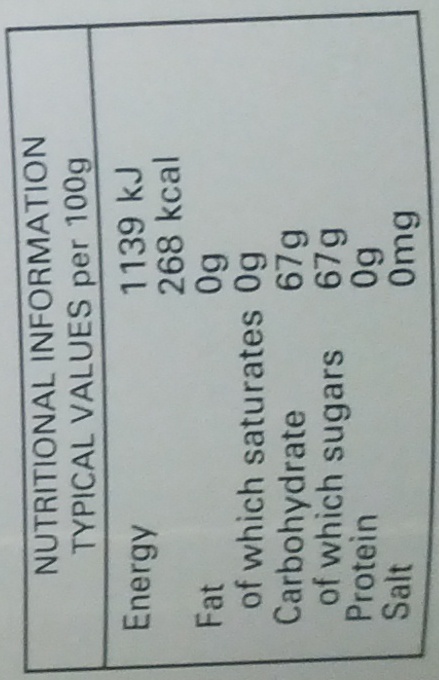 NUTRITIONAL INFORMATION
TYPICAL VALUES per 100g
Energy 1139 kJ
268 kcal
Fat 0g
of which saturates 0g
Carbohydrate 67g
of which sugars 67g
Protein 0g
Salt 0mg